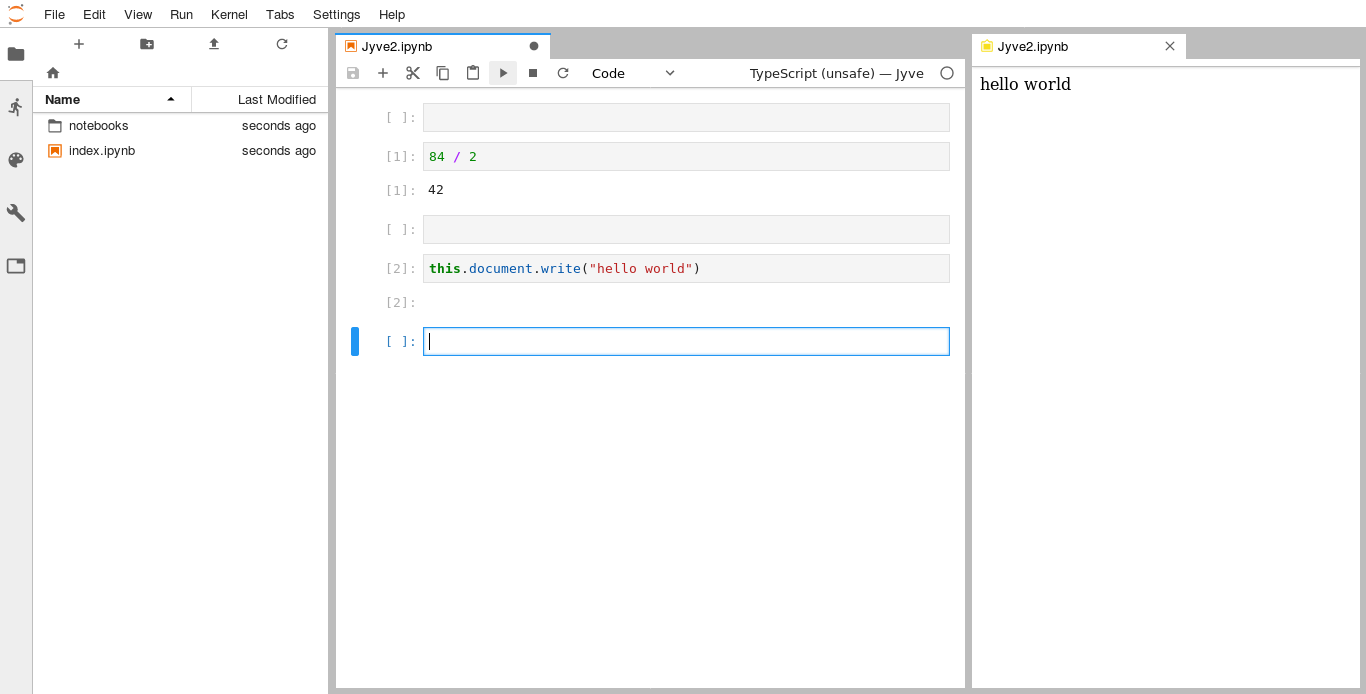 File Edit View Run Kernel Tabs Settings Help
Name Last Modified
notebooks seconds ago
index.ipynb seconds ago
Jyve2.ipynb
Code TypeScript (unsafe) — Jyve
[ ]:
[1]: 84 / 2
[1]: 42
[ ]:
[2]: this.document.write("hello world")
[2]:
[ ]:
Jyve2.ipynb
hello world